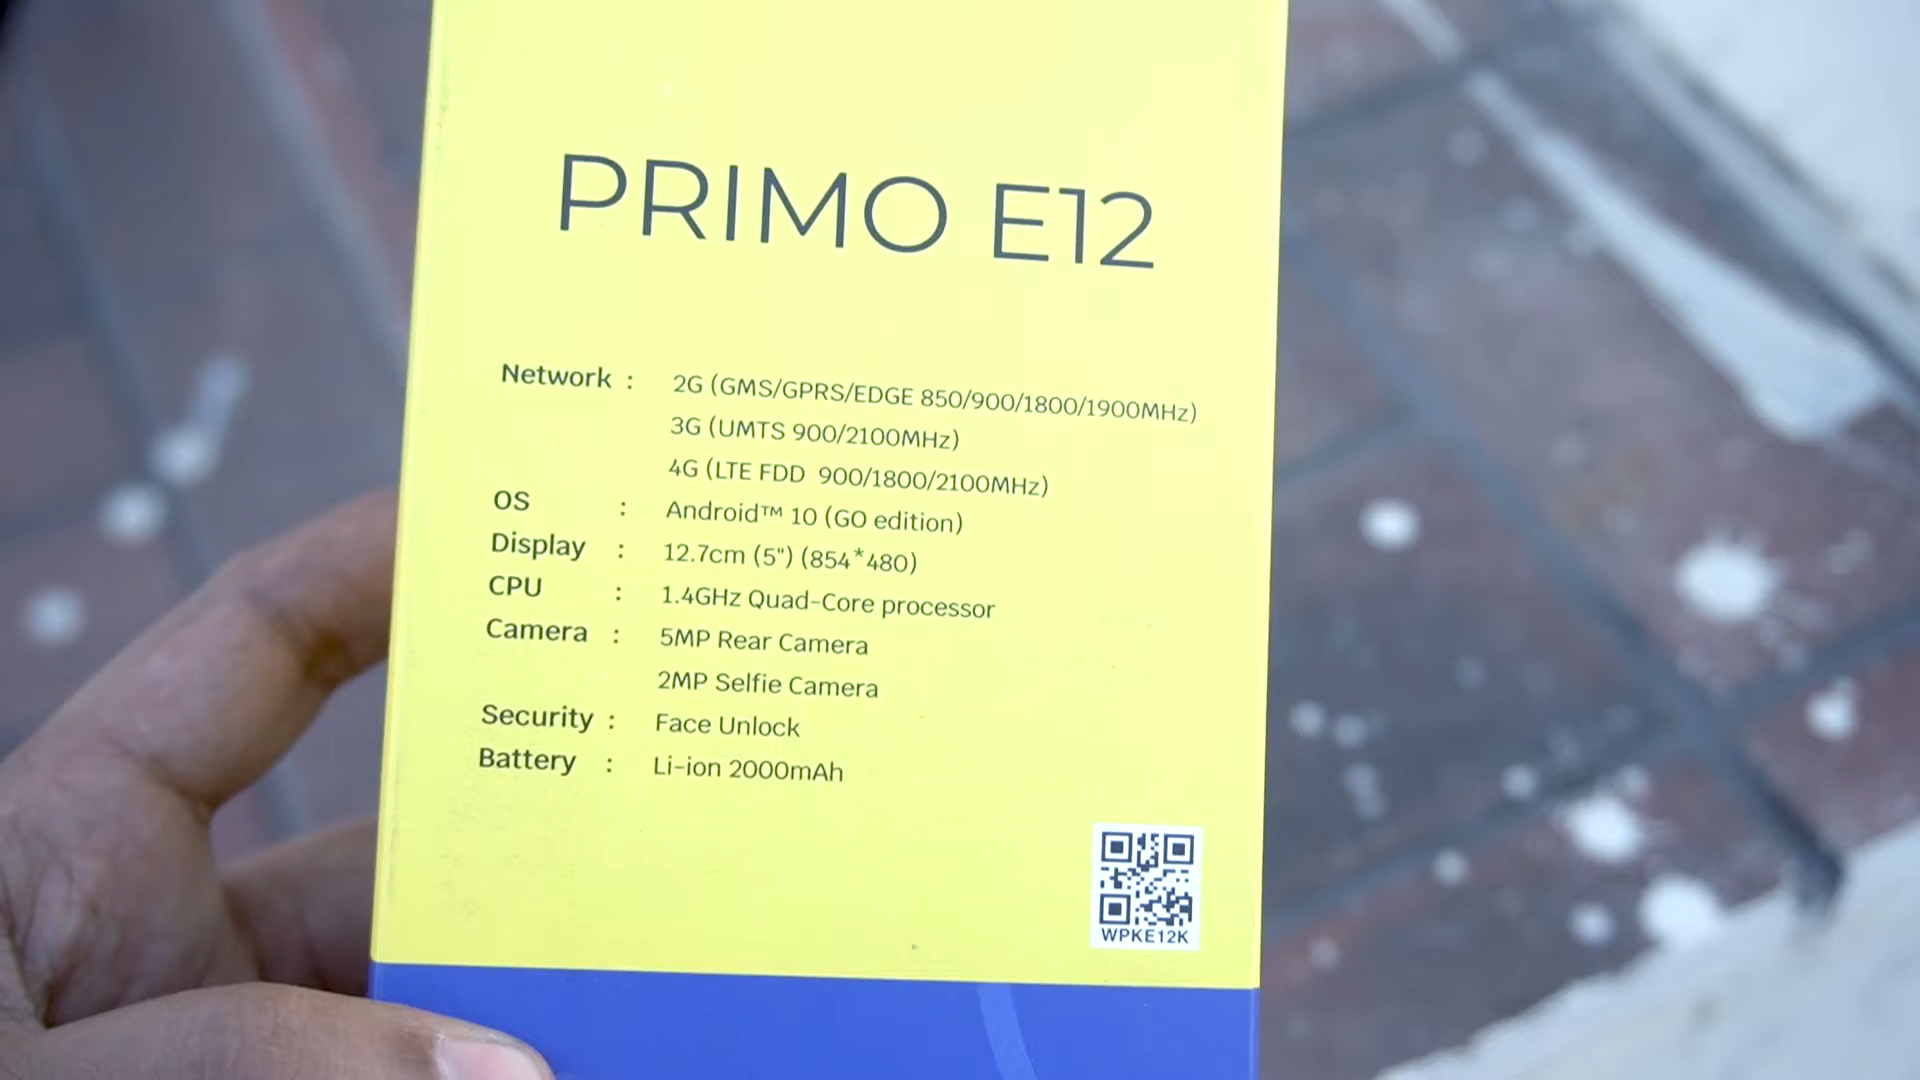 PRIMO E12
Network : 2G (GMS/GPRS/EDGE 850/900/1800/1900MHz)
3G (UMTS 900/2100MHz)
4G (LTE FDD 900/1800/2100MHz)
OS : Android™ 10 (GO edition)
Display : 12.7cm (5") (854*480)
CPU : 1.4GHz Quad-Core processor
Camera : 5MP Rear Camera
2MP Selfie Camera
Security : Face Unlock
Battery : Li-ion 2000mAh
WPKE12K